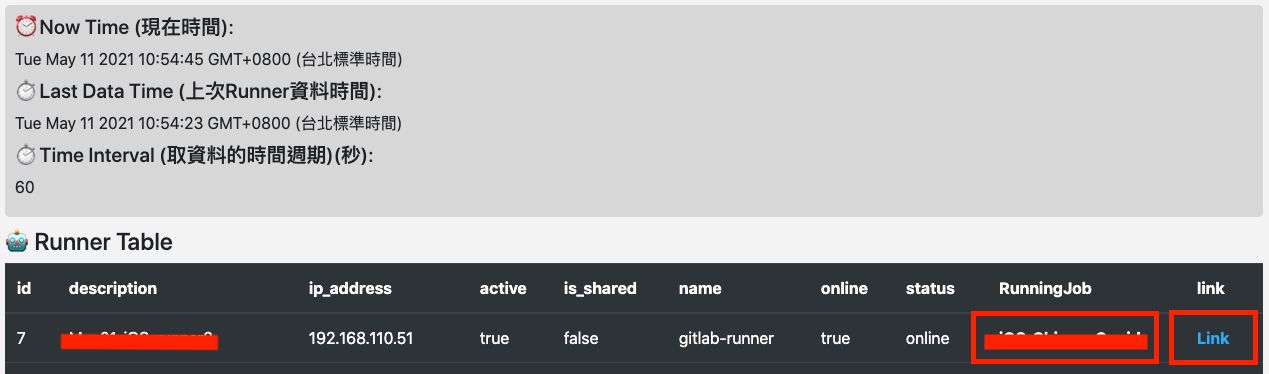 Now Time (現在時間):
Tue May 11 2021 10:54:45 GMT+0800 (台北標準時間)
Last Data Time (上次Runner資料時間):
Tue May 11 2021 10:54:23 GMT+0800 (台北標準時間)
Time Interval (取資料的時間週期)(秒):
60
Runner Table
id description ip_address active is_shared name online status RunningJob link
7 192.168.110.51 true false gitlab-runner true online Link